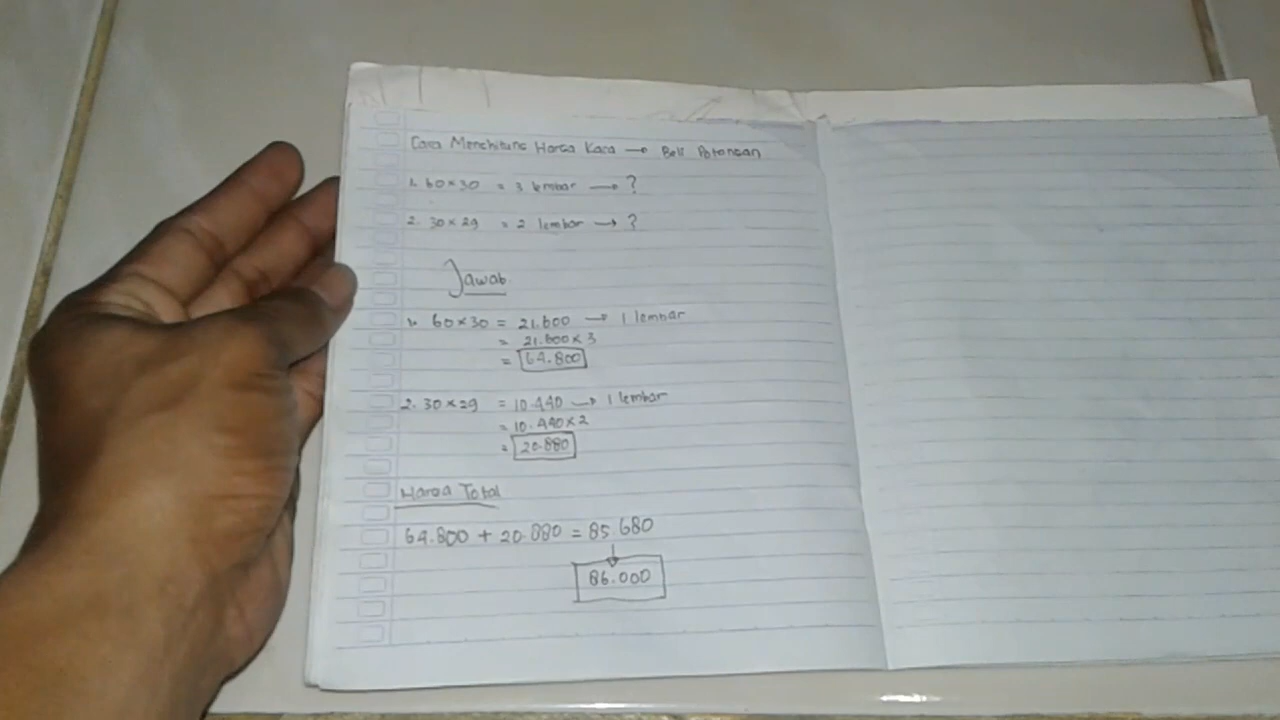 Cara Menghitung Harga Kaca → Beli Potongan
1. 60 x 30 = 3 lembar → ?
2. 30 x 29 = 2 lembar → ?
Jawab
1. 60 x 30 = 21.600 → 1 lembar
= 21.600 x 3
= 64.800
2. 30 x 29 = 10.440 → 1 lembar
= 10.440 x 2
= 20.880
Harga Total
64.800 + 20.880 = 85.680
86.000